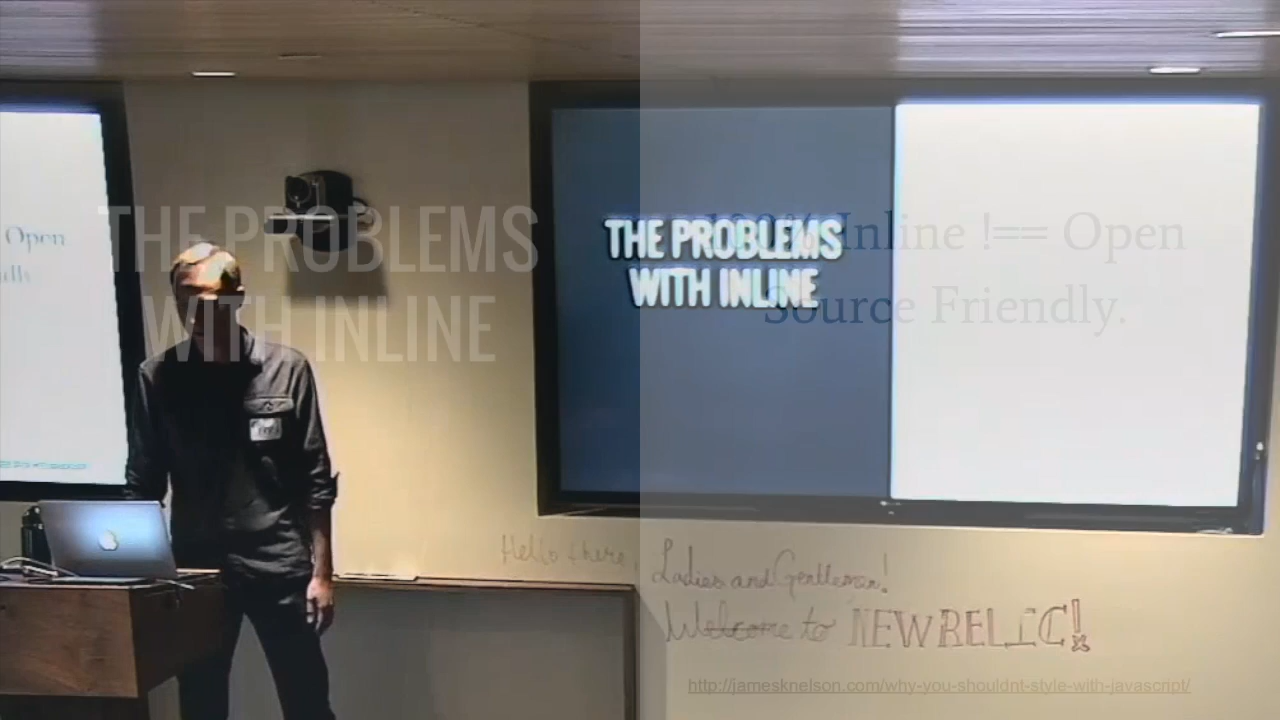 Open
THE PROBLEMS
WITH INLINE
THE PROBLEMS
WITH INLINE
Inline !== Open
Source Friendly.
Hello there,
Ladies and Gentlemen!
Welcome to NEWRELIC!
http://jamesknelson.com/why-you-shouldnt-style-with-javascript/